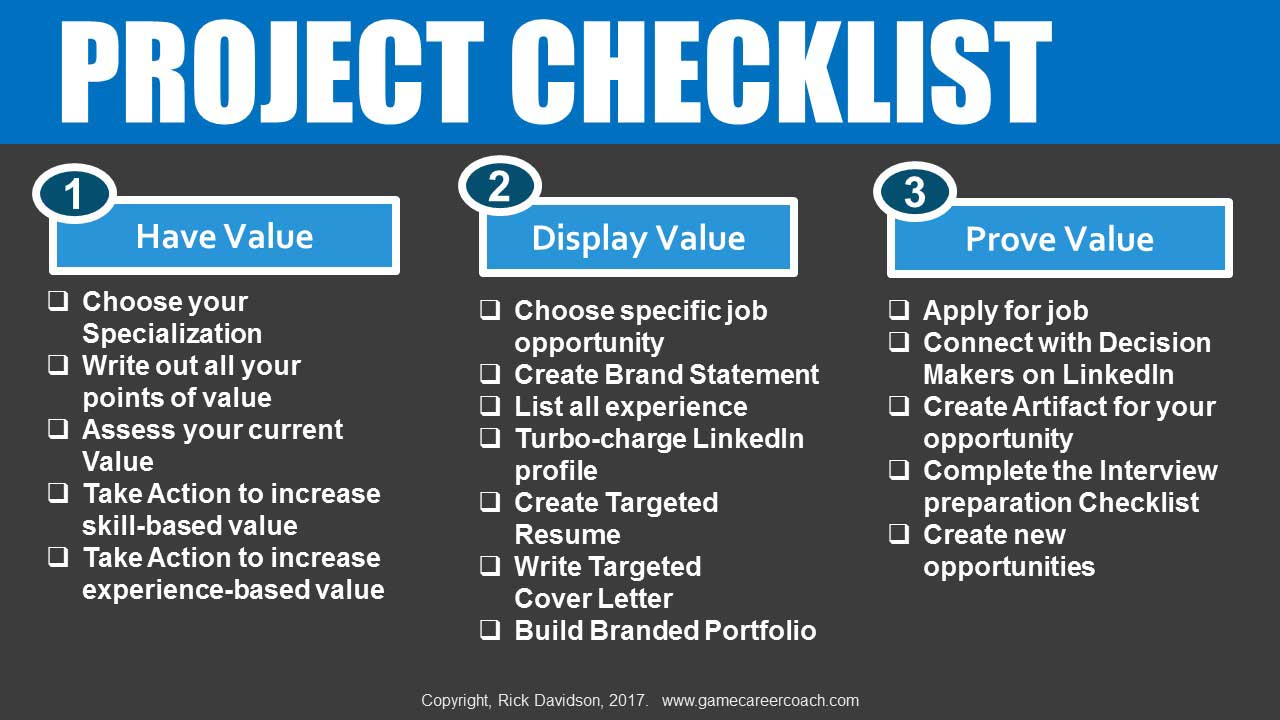 PROJECT CHECKLIST
1
Have Value
❑ Choose your
Specialization
❑ Write out all your
points of value
❑ Assess your current
Value
❑ Take Action to increase
skill-based value
❑ Take Action to increase
experience-based value
2
Display Value
❑ Choose specific job
opportunity
❑ Create Brand Statement
❑ List all experience
❑ Turbo-charge LinkedIn
profile
❑ Create Targeted
Resume
❑ Write Targeted
Cover Letter
❑ Build Branded Portfolio
3
Prove Value
❑ Apply for job
❑ Connect with Decision
Makers on LinkedIn
❑ Create Artifact for your
opportunity
❑ Complete the Interview
preparation Checklist
❑ Create new
opportunities
Copyright, Rick Davidson, 2017. www.gamecareercoach.com